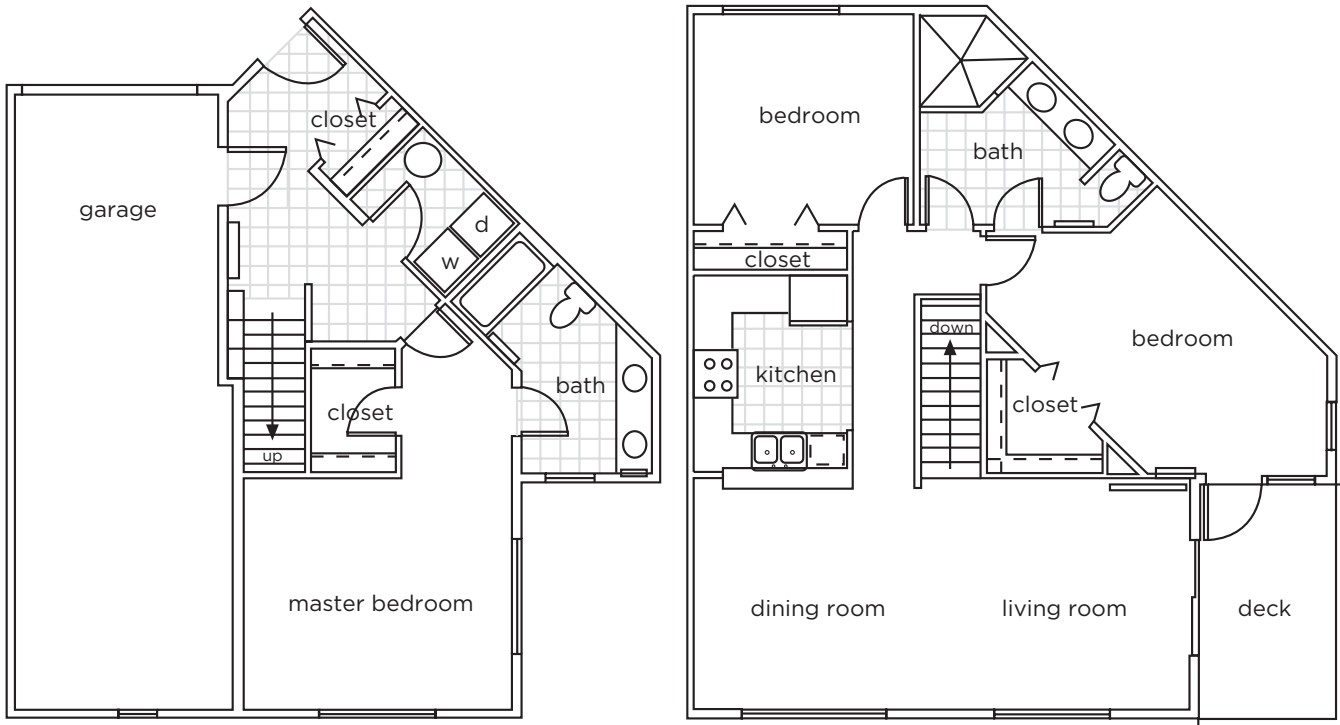 closet
garage
d
w
bath
closet
up
master bedroom
bedroom
bath
closet
down
bedroom
kitchen
closet
dining room
living room
deck